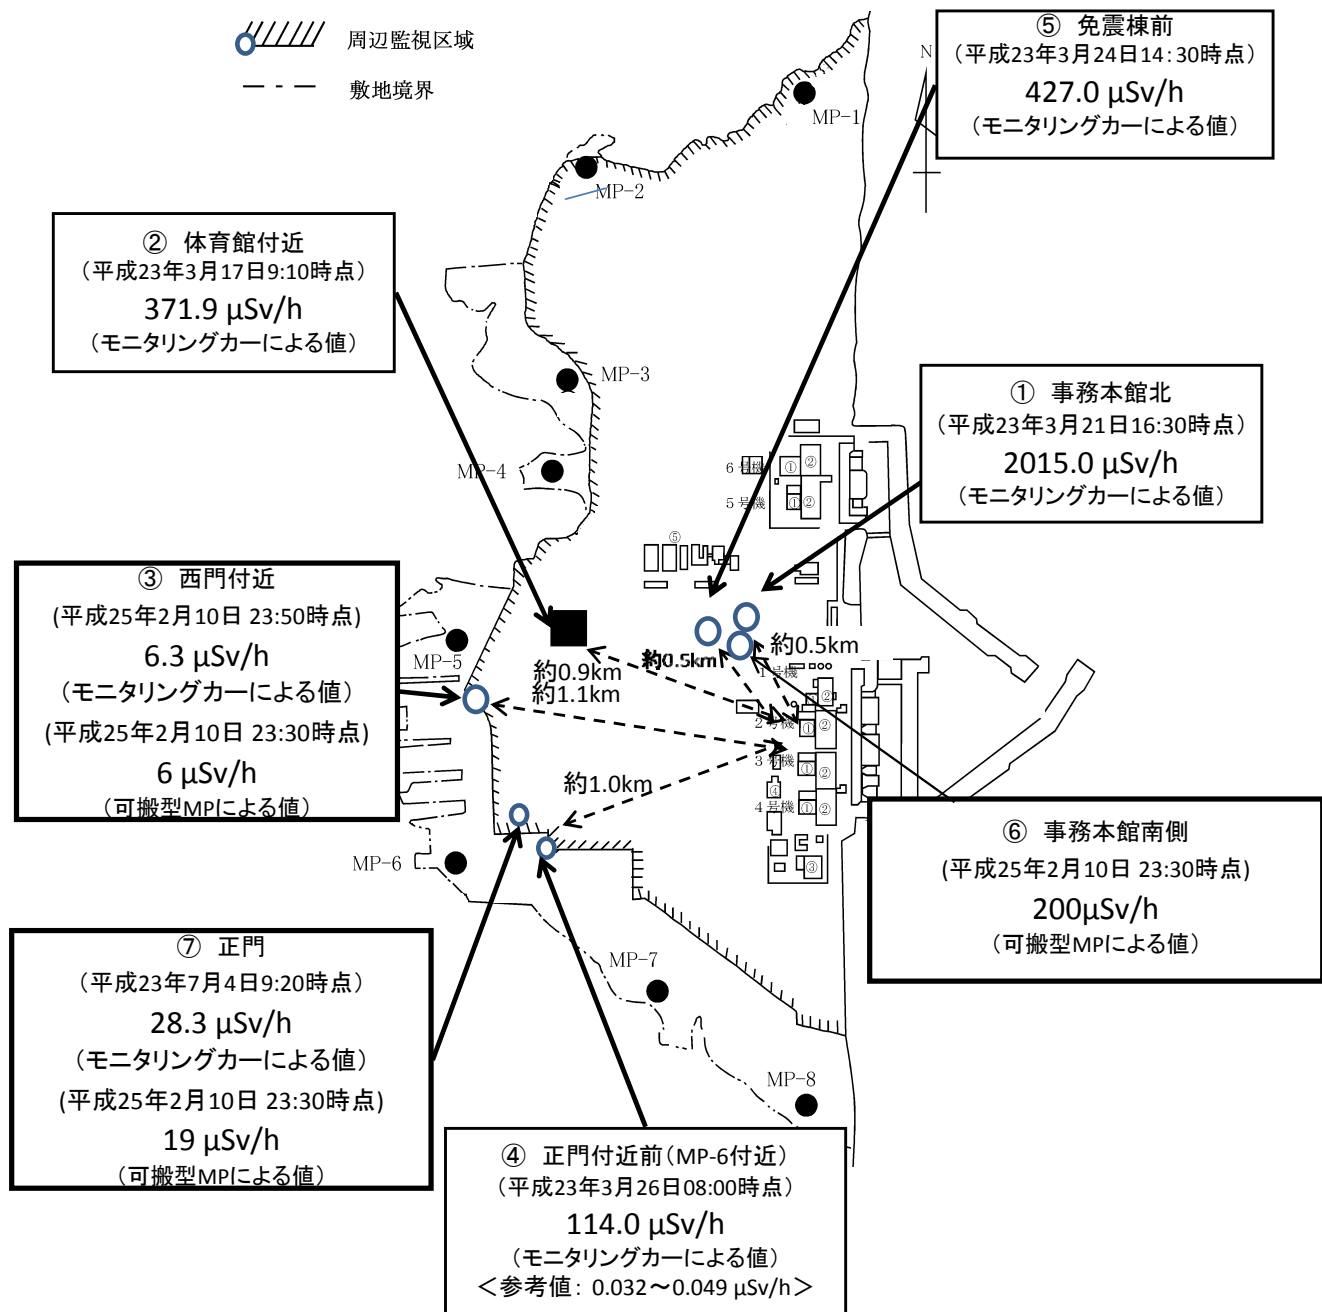 周辺監視区域
敷地境界
⑤ 免震棟前
（平成23年3月24日14:30時点）
427.0 μSv/h
（モニタリングカーによる値）
N
MP-1
MP-2
② 体育館付近
（平成23年3月17日9:10時点）
371.9 μSv/h
（モニタリングカーによる値）
MP-3
① 事務本館北
（平成23年3月21日16:30時点）
2015.0 μSv/h
（モニタリングカーによる値）
MP-4
6号機
①
②
5号機
①
②
⑤
③ 西門付近
(平成25年2月10日 23:50時点)
6.3 μSv/h
（モニタリングカーによる値）
(平成25年2月10日 23:30時点)
6 μSv/h
（可搬型MPによる値）
MP-5
約0.9km
約1.1km
約0.5km
約0.5km
1号機
②
2号機
①
②
3号機
①
②
④
4号機
①
②
③
約1.0km
MP-6
⑥ 事務本館南側
(平成25年2月10日 23:30時点)
200μSv/h
（可搬型MPによる値）
⑦ 正門
（平成23年7月4日9:20時点）
28.3 μSv/h
（モニタリングカーによる値）
(平成25年2月10日 23:30時点)
19 μSv/h
（可搬型MPによる値）
MP-7
MP-8
④ 正門付近前（MP-6付近）
（平成23年3月26日08:00時点）
114.0 μSv/h
（モニタリングカーによる値）
＜参考値： 0.032～0.049 μSv/h＞